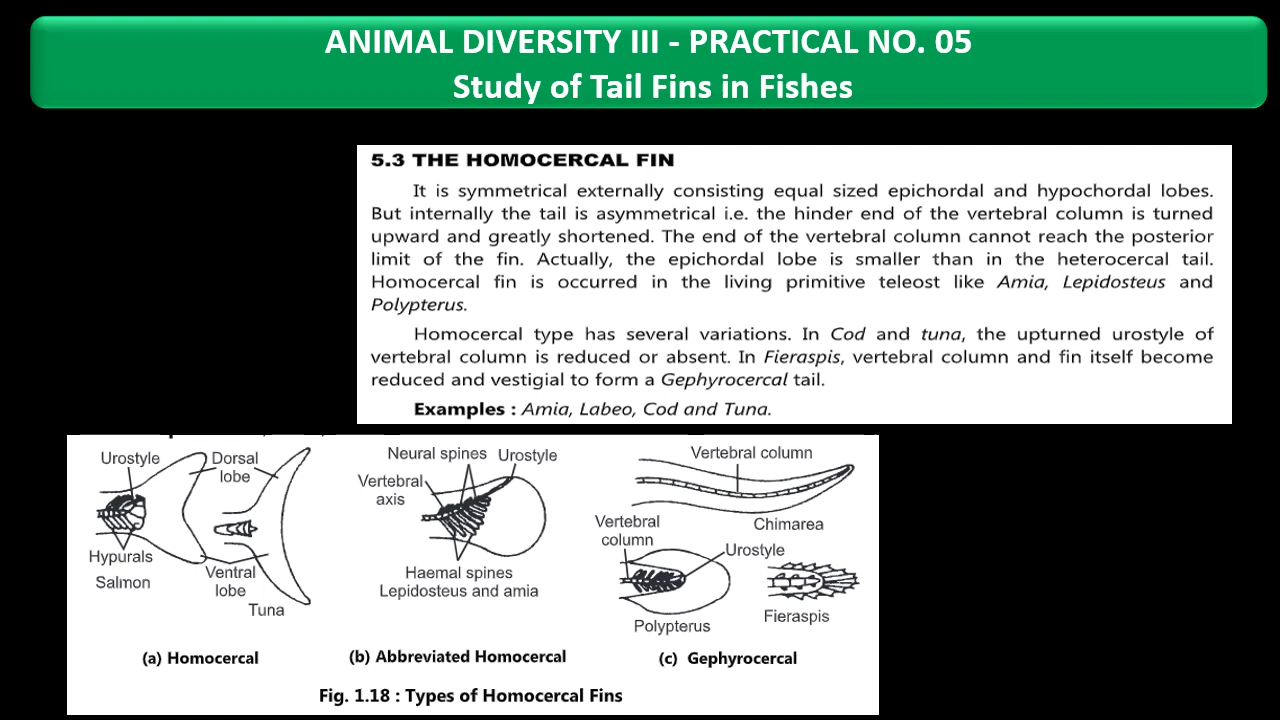 ANIMAL DIVERSITY III - PRACTICAL NO. 05
Study of Tail Fins in Fishes
5.3 THE HOMOCERCAL FIN
It is symmetrical externally consisting equal sized epichordal and hypochordal lobes.
But internally the tail is asymmetrical i.e. the hinder end of the vertebral column is turned
upward and greatly shortened. The end of the vertebral column cannot reach the posterior
limit of the fin. Actually, the epichordal lobe is smaller than in the heterocercal tail.
Homocercal fin is occurred in the living primitive teleost like Amia, Lepidosteus and
Polypterus.
Homocercal type has several variations. In Cod and tuna, the upturned urostyle of
vertebral column is reduced or absent. In Fieraspis, vertebral column and fin itself become
reduced and vestigial to form a Gephyrocercal tail.
Examples : Amia, Labeo, Cod and Tuna.
Urostyle
Dorsal
lobe
Hypurals
Salmon
Ventral
lobe
Tuna
(a) Homocercal
Neural spines
Urostyle
Vertebral
axis
Haemal spines
Lepidosteus and amia
(b) Abbreviated Homocercal
Vertebral column
Chimarea
Vertebral
column
Urostyle
Polypterus
Fieraspis
(c) Gephyrocercal
Fig. 1.18 : Types of Homocercal Fins